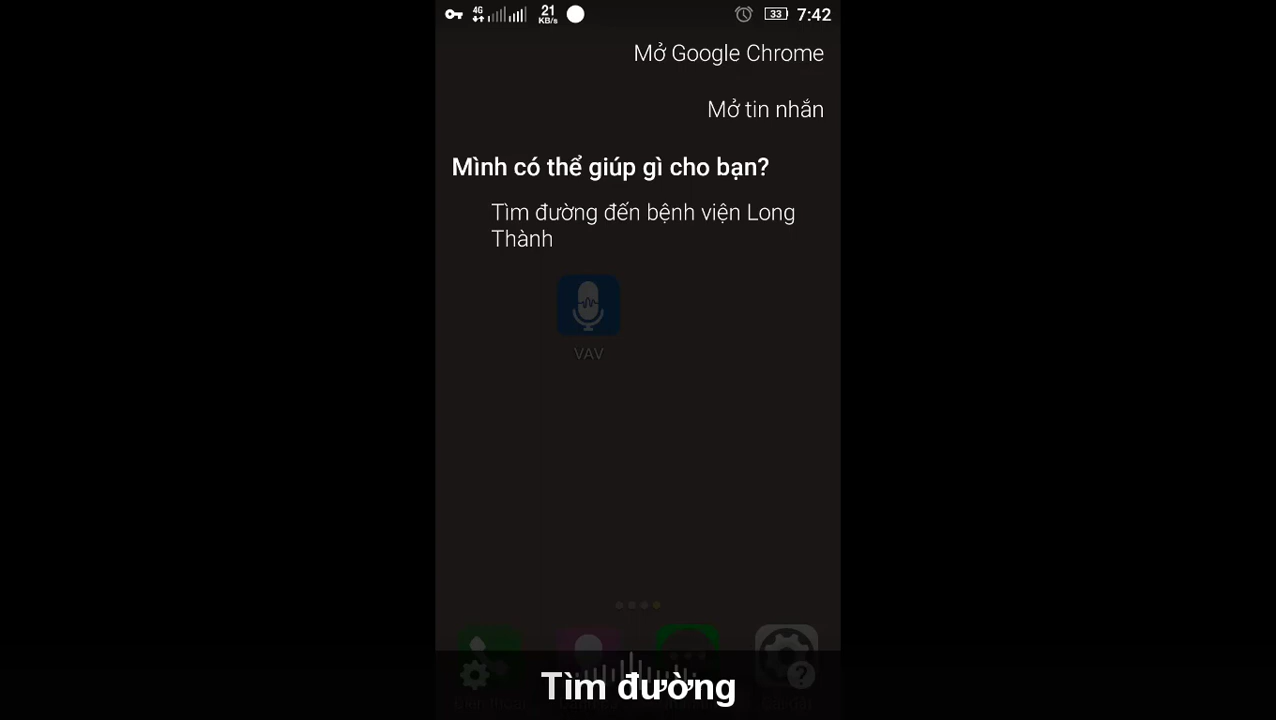 4G
21
KB/s
33
7:42
Mở Google Chrome
Mở tin nhắn
Mình có thể giúp gì cho bạn?
Tìm đường đến bệnh viện Long
Thành
VAV
?
Tìm đường